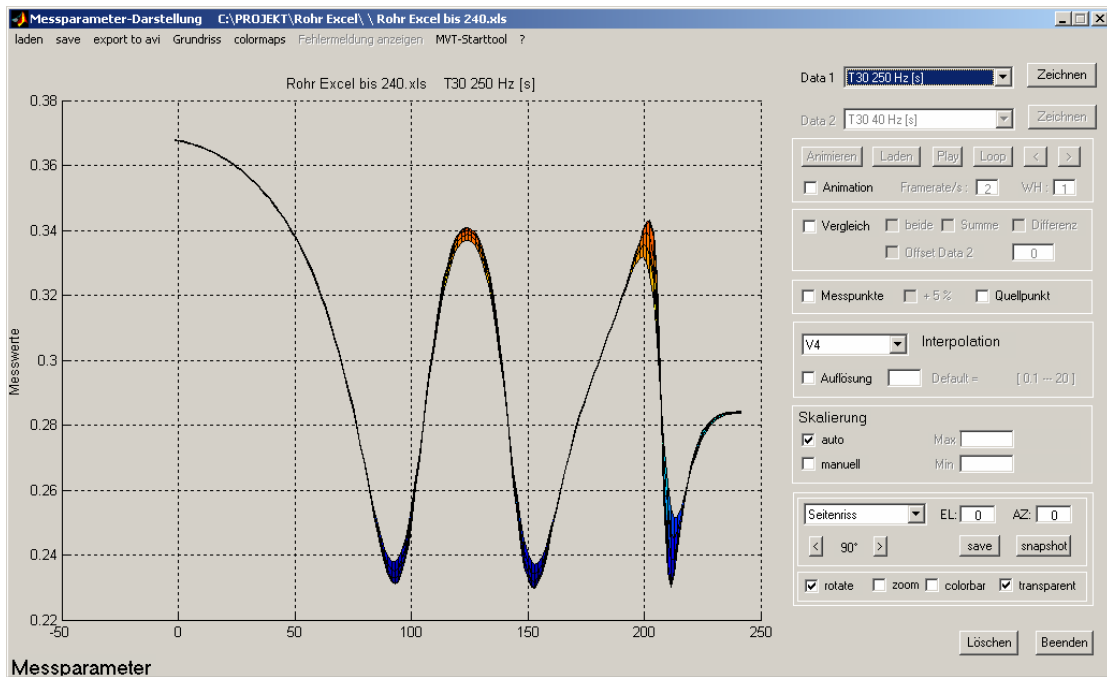 Messparameter-Darstellung C:\PROJEKT\Rohr Excel\ \ Rohr Excel bis 240.xls
laden save export to avi Grundriss colormaps Fehlermeldung anzeigen MVT-Starttool ?
Rohr Excel bis 240.xls T30 250 Hz [s]
0.38
0.36
0.34
0.32
0.3
0.28
0.26
0.24
0.22
Messwerte
-50 0 50 100 150 200 250
Messparameter
Data 1 T30 250 Hz [s] Zeichnen
Data 2 T30 40 Hz [s] Zeichnen
Animieren Laden Play Loop < >
Animation Framerate/s : 2 WH : 1
Vergleich beide Summe Differenz
Offset Data 2 0
Messpunkte + 5 % Quellpunkt
V4 Interpolation
Auflösung Default = [ 0.1 --- 20 ]
Skalierung
auto Max
manuell Min
Seitenriss EL: 0 AZ: 0
< 90° > save snapshot
rotate zoom colorbar transparent
Löschen Beenden